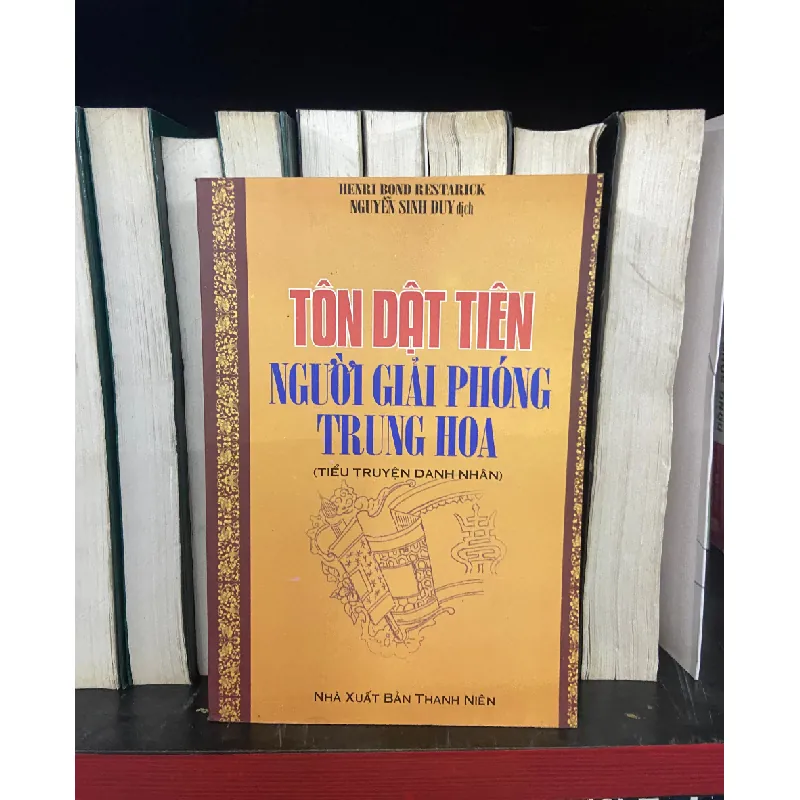 HENRI BOND RESTARICK
NGUYỄN SINH DUY dịch
TÔN DẬT TIÊN
NGƯỜI GIẢI PHÓNG
TRUNG HOA
(TIỂU TRUYỆN DANH NHÂN)
NHÀ XUẤT BẢN THANH NIÊN